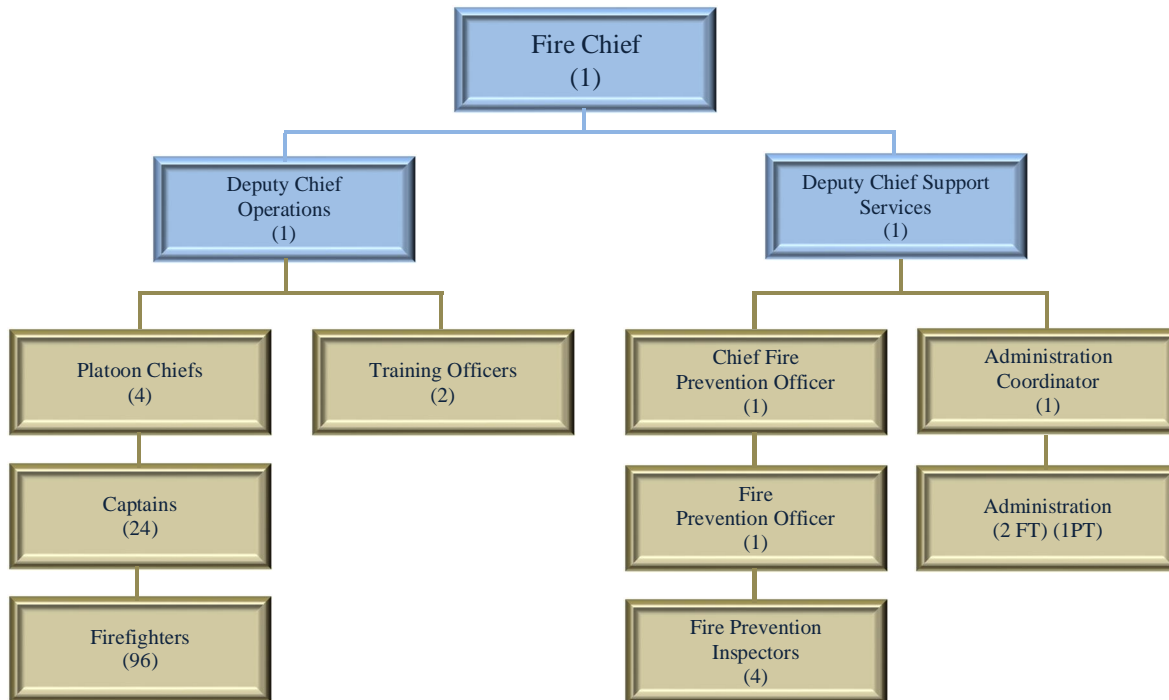 Fire Chief
(1)
Deputy Chief
Operations
(1)
Deputy Chief Support
Services
(1)
Platoon Chiefs
(4)
Training Officers
(2)
Chief Fire
Prevention Officer
(1)
Administration
Coordinator
(1)
Captains
(24)
Fire
Prevention Officer
(1)
Administration
(2 FT) (1PT)
Firefighters
(96)
Fire Prevention
Inspectors
(4)